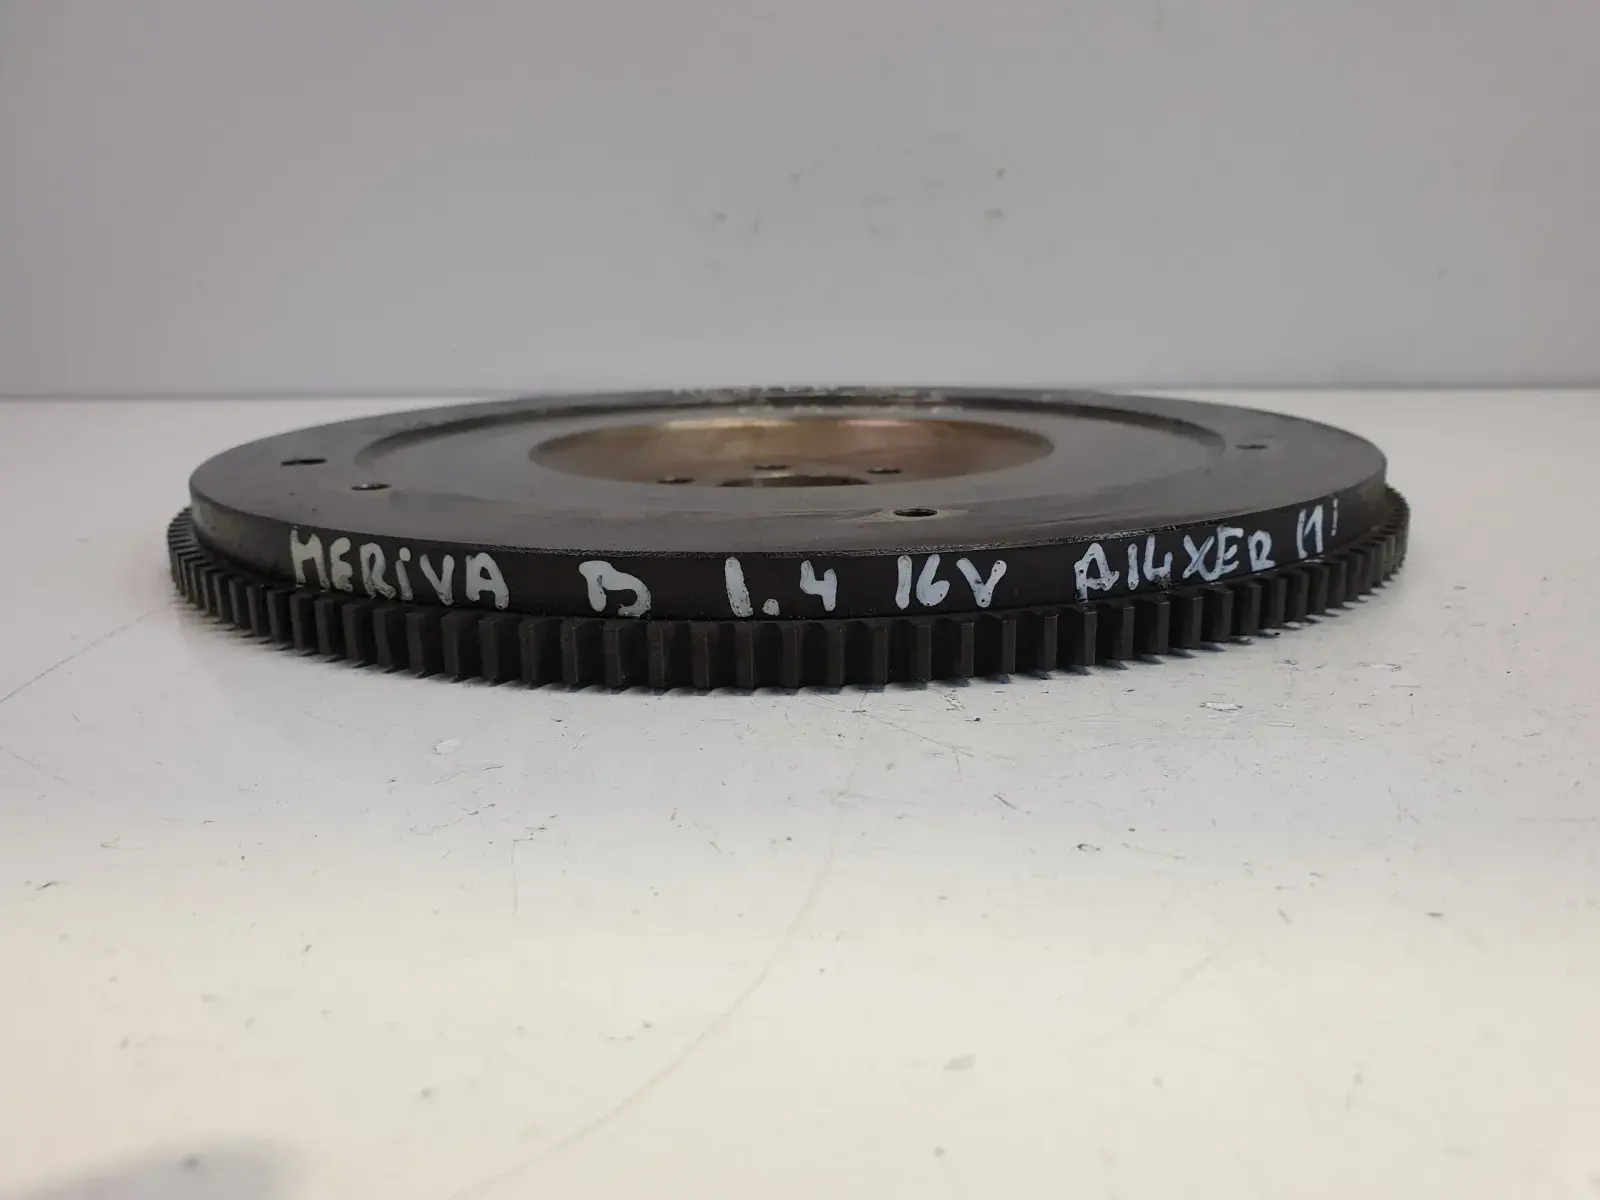 MERiVA B 1.4 16V A14XER